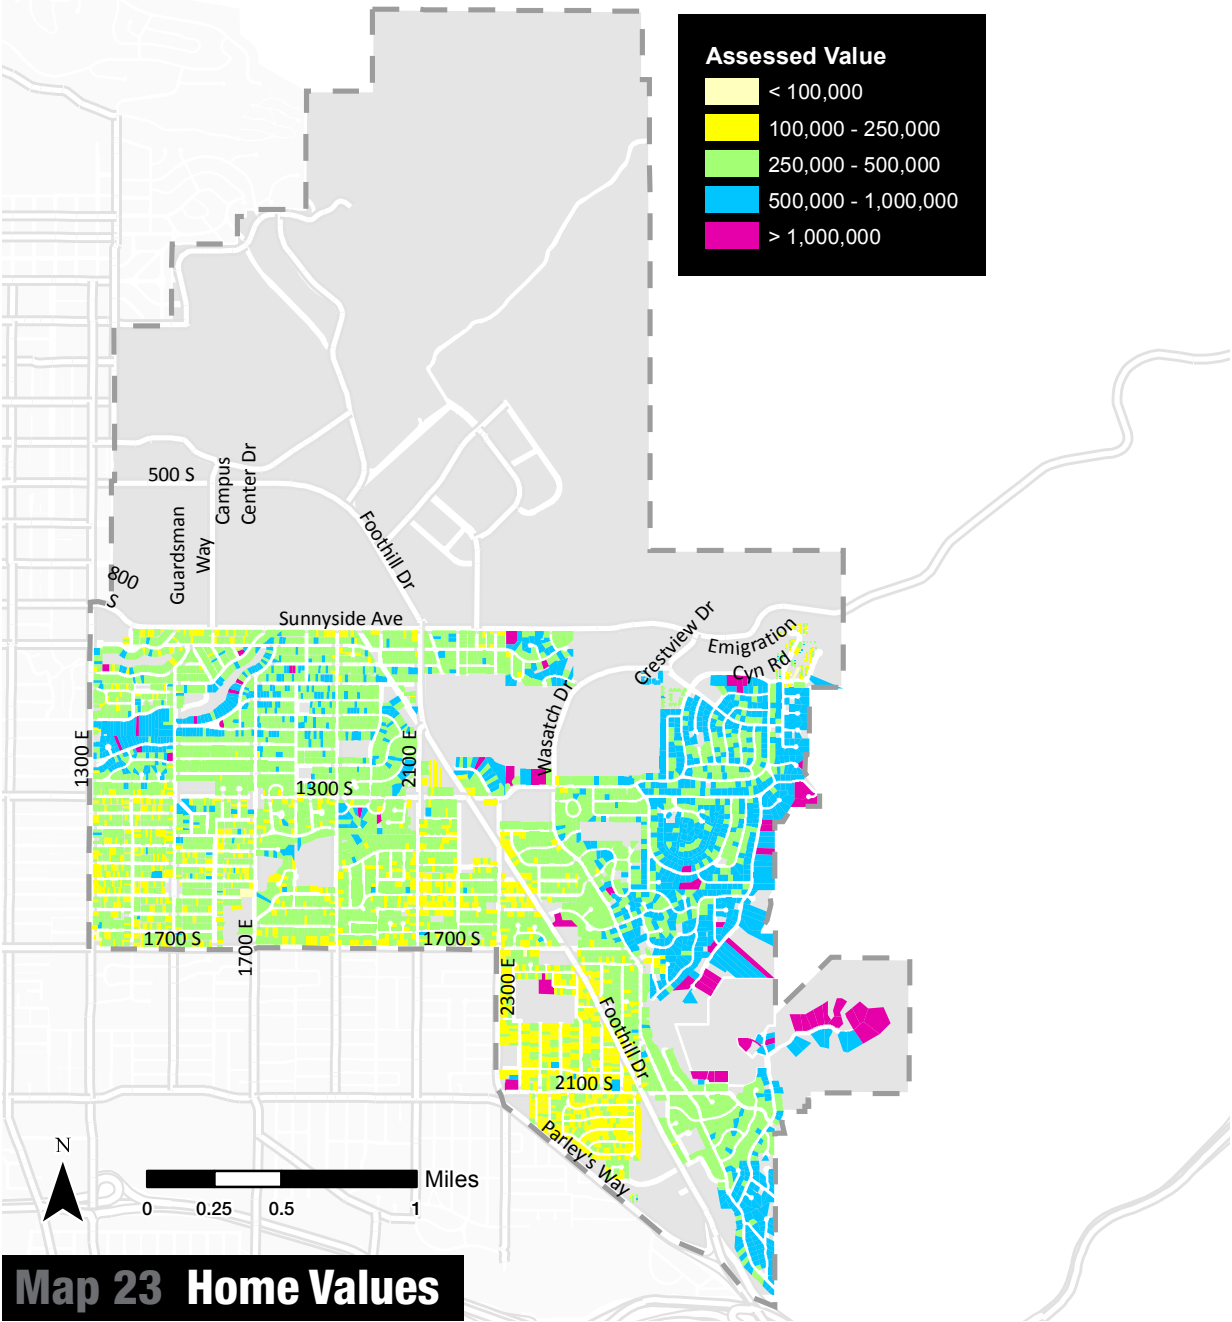 Assessed Value
< 100,000
100,000 - 250,000
250,000 - 500,000
500,000 - 1,000,000
> 1,000,000
500 S
Campus
Center Dr
Guardsman
Way
Foothill Dr
800
S
Sunnyside Ave
Crestview Dr
Emigration
Cyn Rd
Wasatch Dr
1300 E
2100 E
1300 S
1700 S
1700 E
1700 S
2300 E
Foothill Dr
2100 S
Parley's Way
N
Miles
0 0.25 0.5 1
Map 23 Home Values